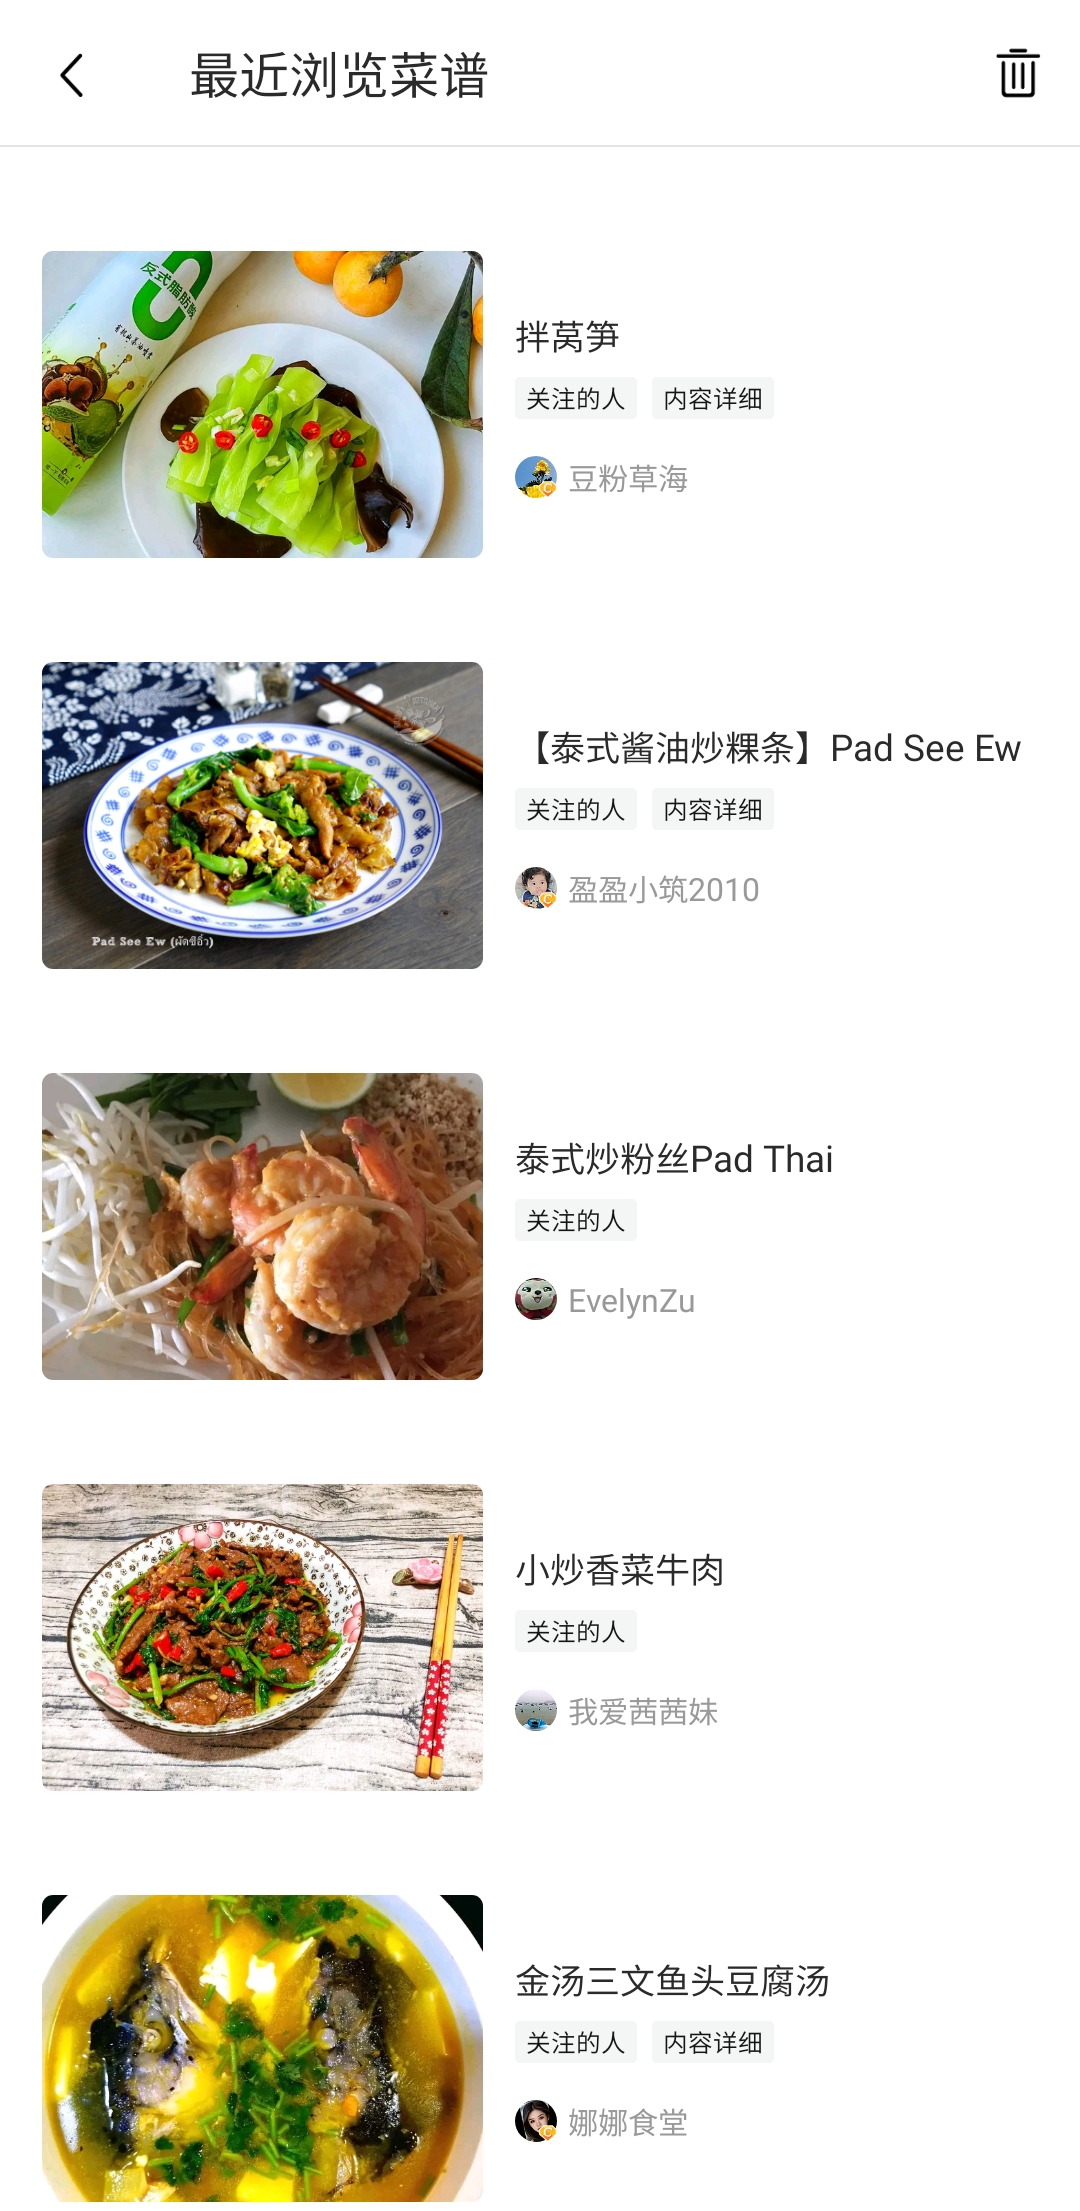 最近浏览菜谱
反式脂肪酸
拌莴笋
关注的人 内容详细
豆粉草海
【泰式酱油炒粿条】Pad See Ew
关注的人 内容详细
盈盈小筑2010
Pad See Ew (ผัดซีอิ๊ว)
泰式炒粉丝Pad Thai
关注的人
EvelynZu
小炒香菜牛肉
关注的人
我爱茜茜妹
金汤三文鱼头豆腐汤
关注的人 内容详细
娜娜食堂